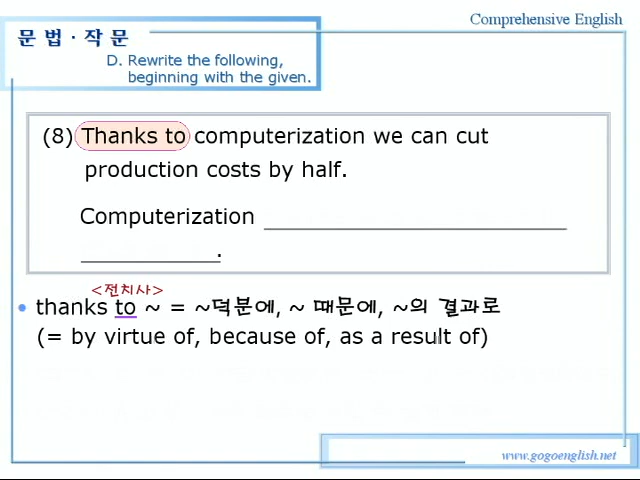 Comprehensive English
문 법 · 작 문
D. Rewrite the following,
beginning with the given.
(8) Thanks to computerization we can cut
production costs by half.
Computerization ____________________
__________.
<전치사>
• thanks to ~ = ~덕분에, ~ 때문에, ~의 결과로
(= by virtue of, because of, as a result of)
www.gogoenglish.net